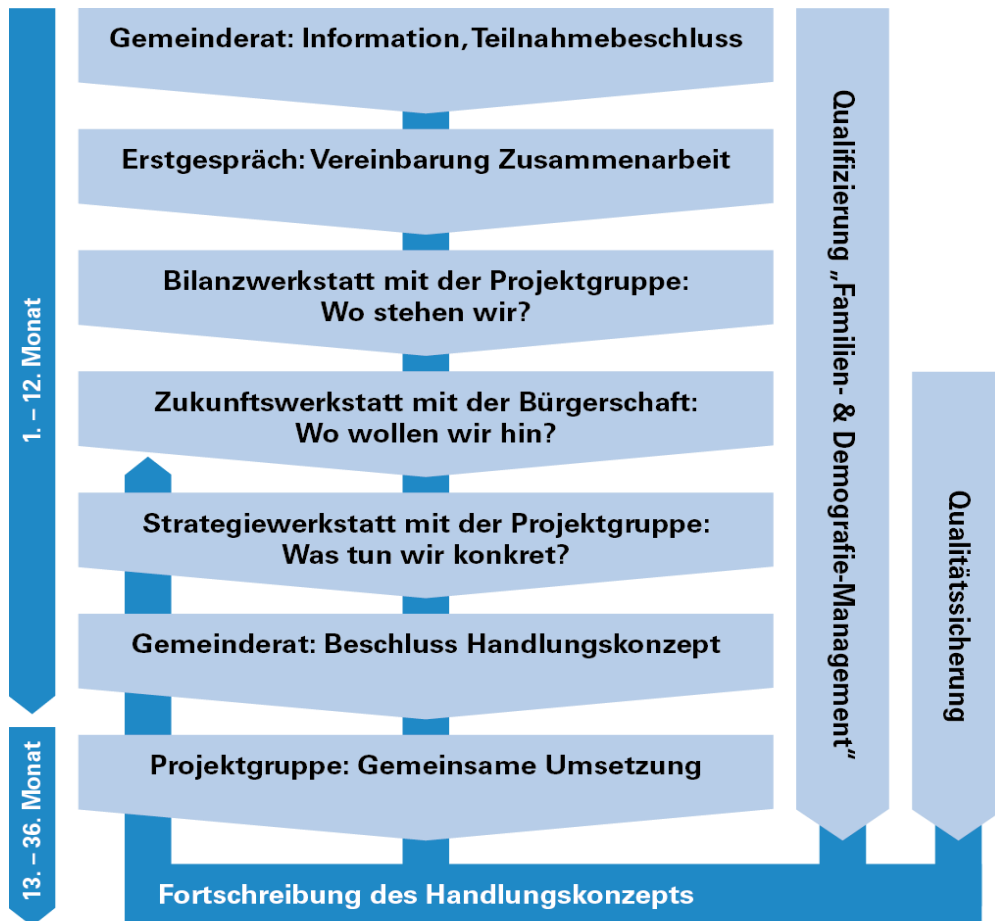 Gemeinderat: Information, Teilnahmebeschluss
Erstgespräch: Vereinbarung Zusammenarbeit
Bilanzwerkstatt mit der Projektgruppe:
Wo stehen wir?
Zukunftswerkstatt mit der Bürgerschaft:
Wo wollen wir hin?
Strategiewerkstatt mit der Projektgruppe:
Was tun wir konkret?
Gemeinderat: Beschluss Handlungskonzept
Projektgruppe: Gemeinsame Umsetzung
Fortschreibung des Handlungskonzepts
1. – 12. Monat
13. – 36. Monat
Qualifizierung „Familien- & Demografie-Management“
Qualitätssicherung